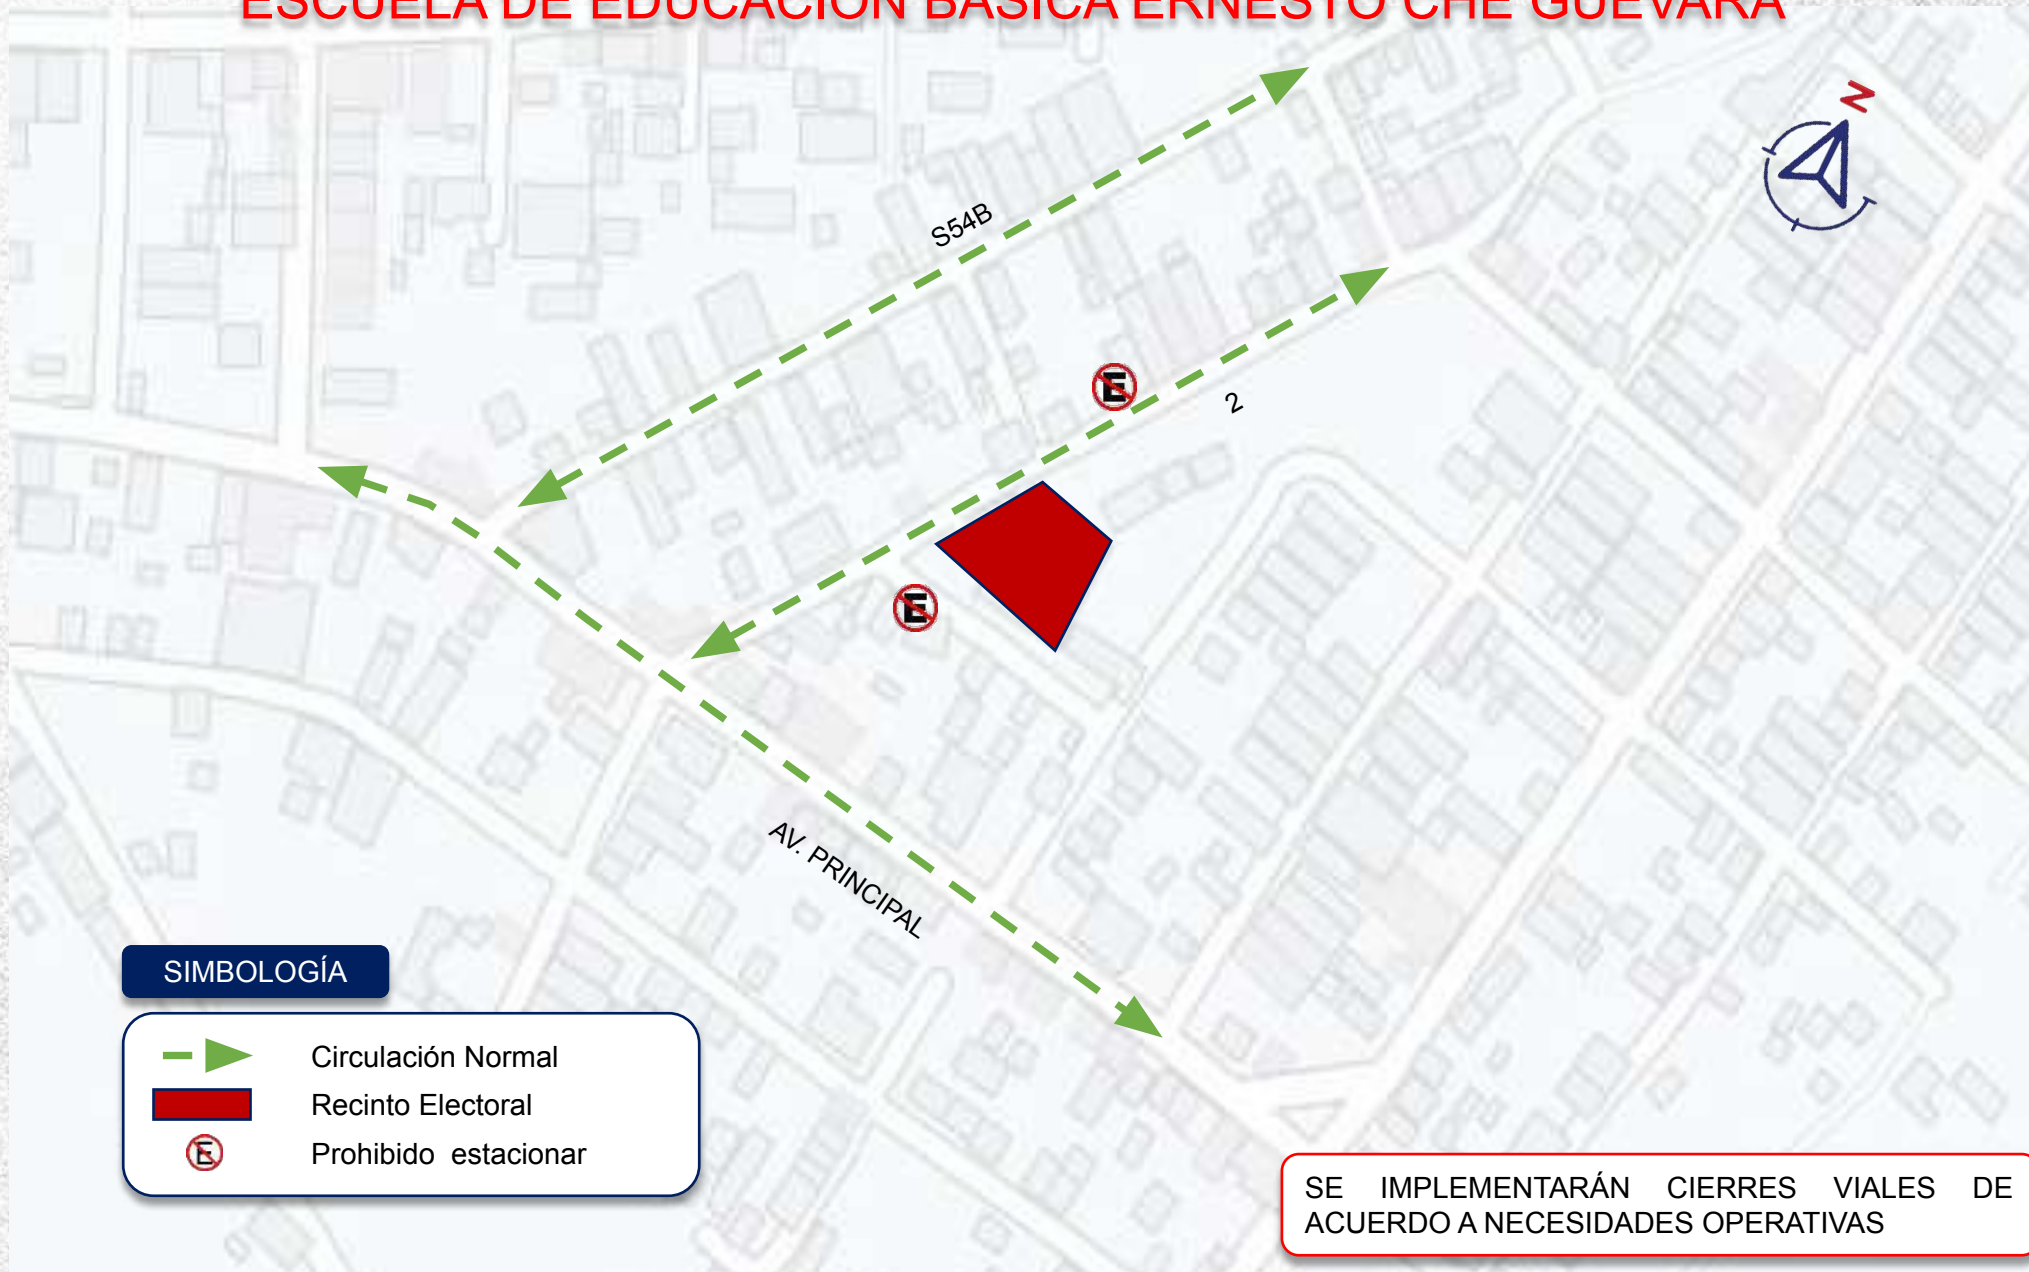 ESCUELA DE EDUCACIÓN BÁSICA ERNESTO CHE GUEVARA
N
S54B
E
2
E
AV. PRINCIPAL
SIMBOLOGÍA
Circulación Normal
Recinto Electoral
E
Prohibido estacionar
SE IMPLEMENTARÁN CIERRES VIALES DE
ACUERDO A NECESIDADES OPERATIVAS